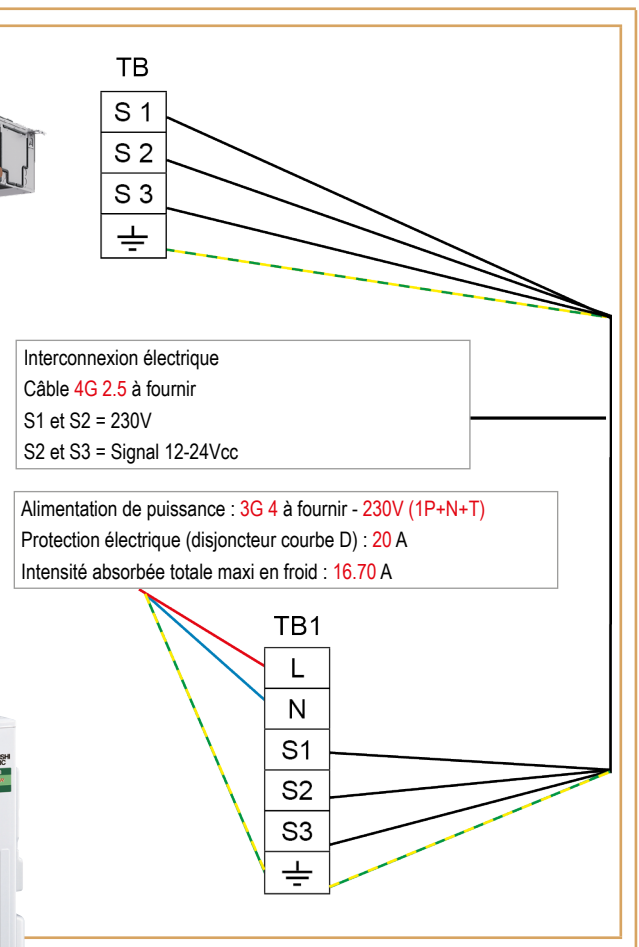 TB
S 1
S 2
S 3
Interconnexion électrique
Câble 4G 2.5 à fournir
S1 et S2 = 230V
S2 et S3 = Signal 12-24Vcc
Alimentation de puissance : 3G 4 à fournir - 230V (1P+N+T)
Protection électrique (disjoncteur courbe D) : 20 A
Intensité absorbée totale maxi en froid : 16.70 A
TB1
L
N
S1
S2
S3